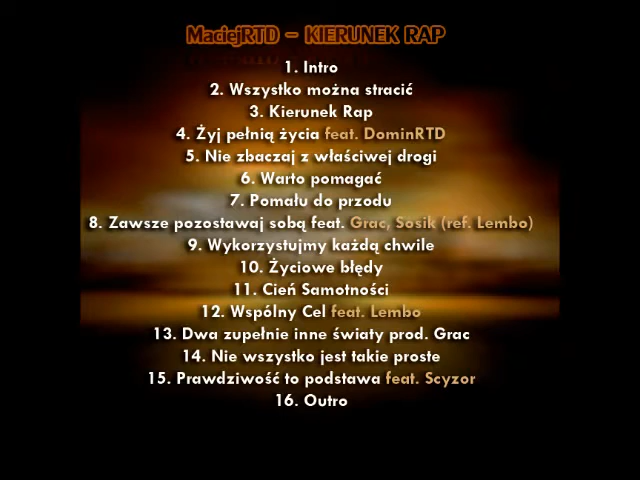 MaciejRTD - KIERUNEK RAP
1. Intro
2. Wszystko można stracić
3. Kierunek Rap
4. Żyj pełnią życia feat. DominRTD
5. Nie zbaczaj z właściwej drogi
6. Warto pomagać
7. Pomału do przodu
8. Zawsze pozostawaj sobą feat. Grac, Sosik (ref. Lembo)
9. Wykorzystujmy każdą chwile
10. Życiowe błędy
11. Cień Samotności
12. Wspólny Cel feat. Lembo
13. Dwa zupełnie inne światy prod. Grac
14. Nie wszystko jest takie proste
15. Prawdziwość to podstawa feat. Scyzor
16. Outro